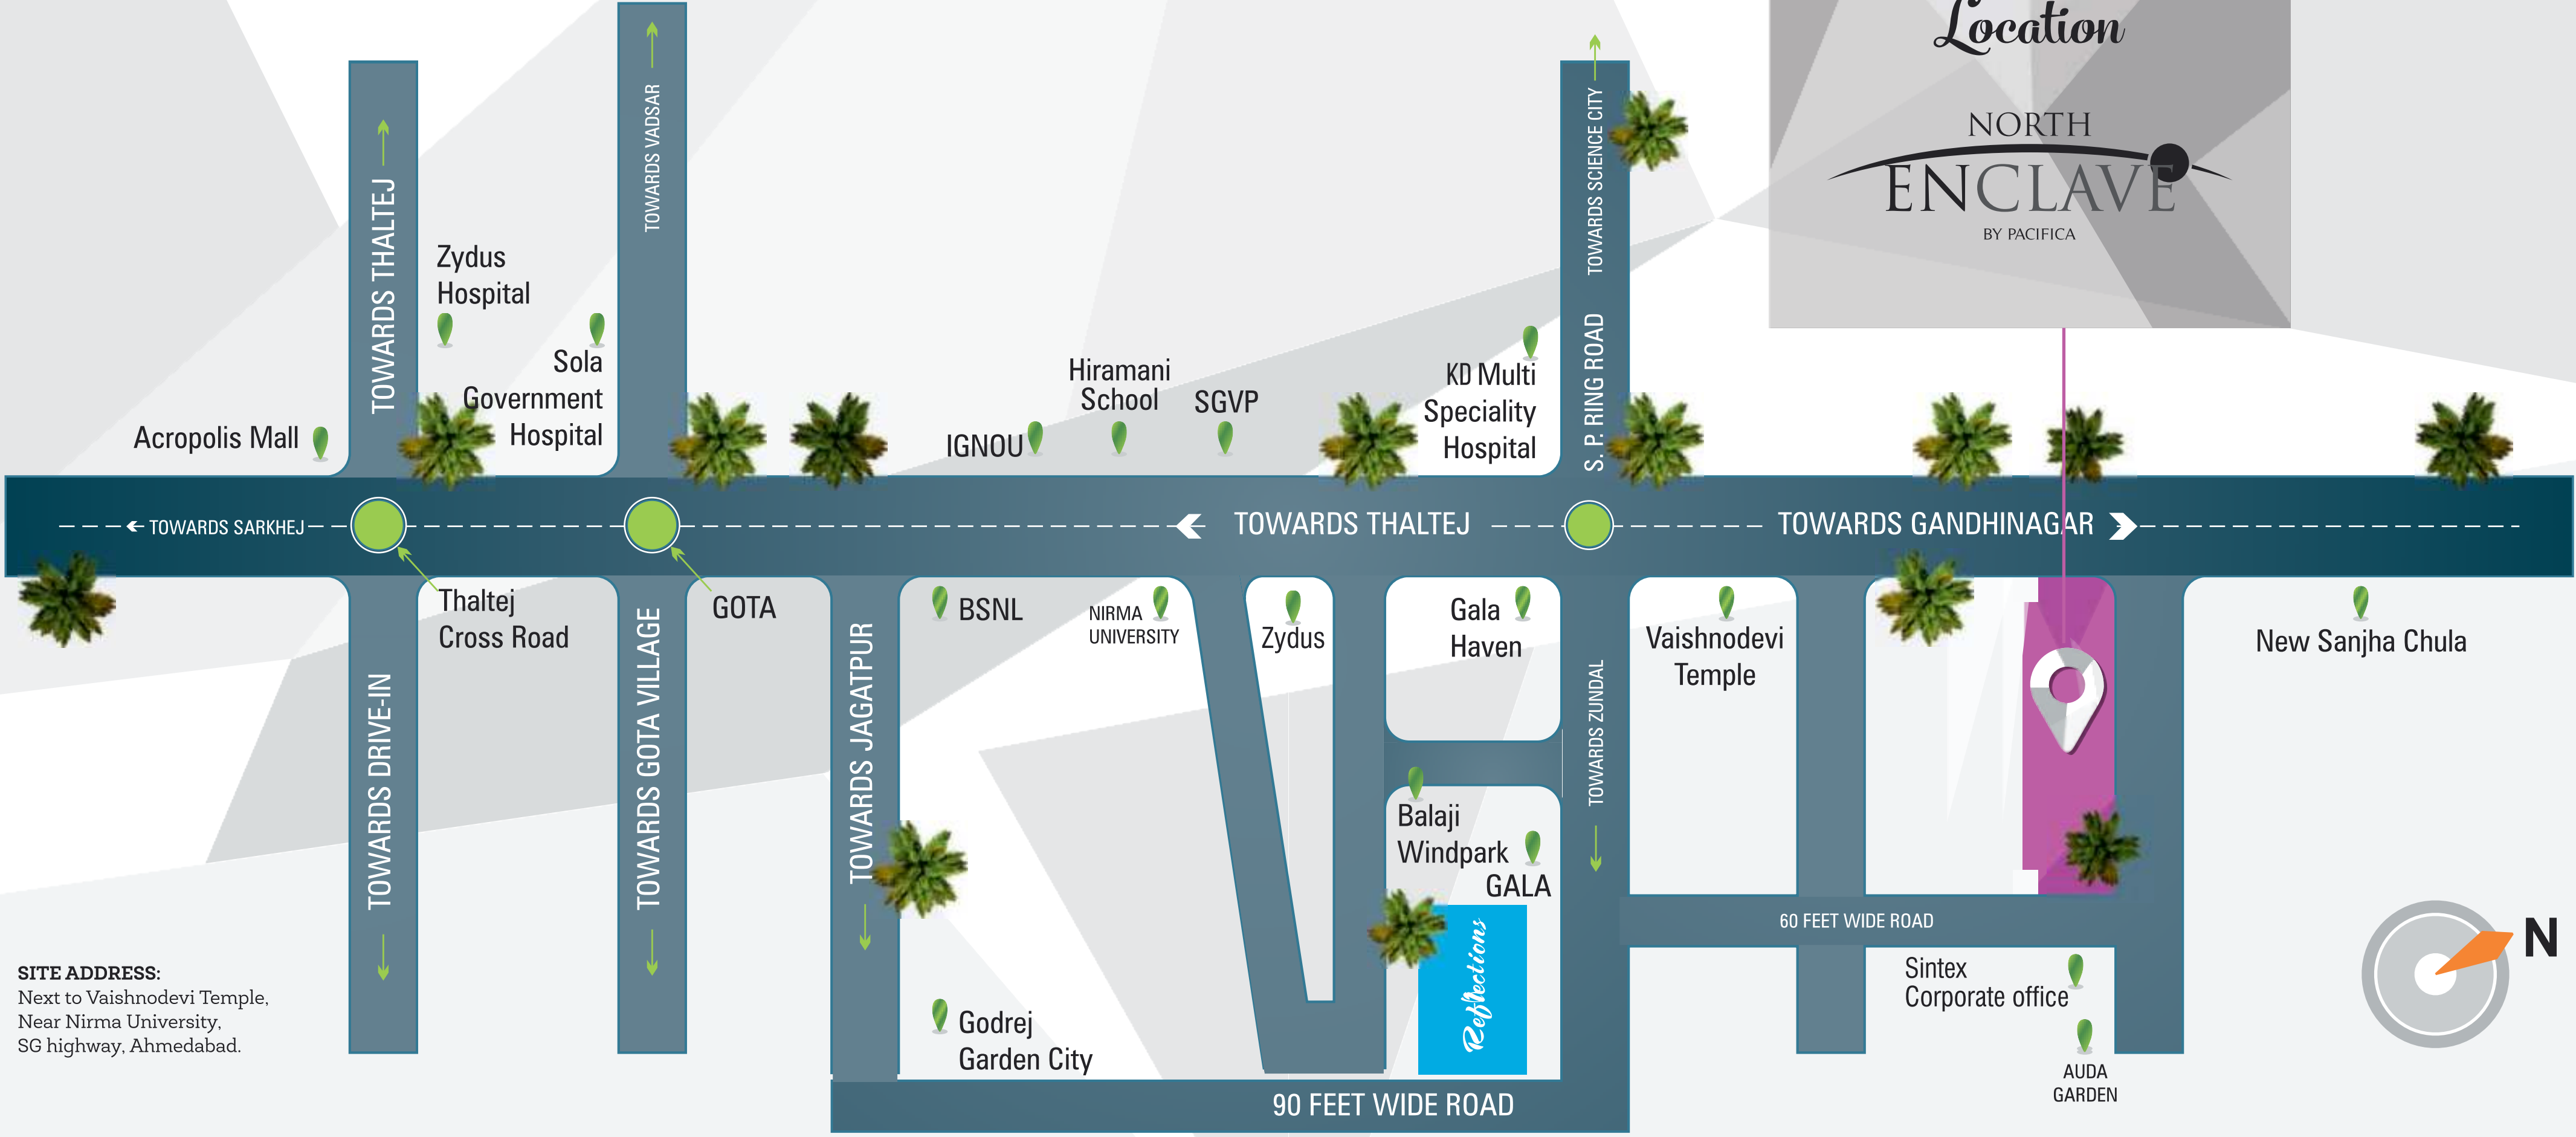 Location
NORTH
ENCLAVE
BY PACIFICA
TOWARDS THALTEJ
TOWARDS VADSAR
TOWARDS SCIENCE CITY
S. P. RING ROAD
Zydus
Hospital
Sola
Government
Hospital
Acropolis Mall
IGNOU
Hiramani
School
SGVP
KD Multi
Speciality
Hospital
TOWARDS SARKHEJ
TOWARDS THALTEJ
TOWARDS GANDHINAGAR
Thaltej
Cross Road
GOTA
BSNL
NIRMA
UNIVERSITY
Zydus
Gala
Haven
Vaishnodevi
Temple
New Sanjha Chula
TOWARDS DRIVE-IN
TOWARDS GOTA VILLAGE
TOWARDS JAGATPUR
TOWARDS ZUNDAL
Balaji
Windpark
GALA
Reflections
60 FEET WIDE ROAD
Sintex
Corporate office
AUDA
GARDEN
N
Godrej
Garden City
90 FEET WIDE ROAD
SITE ADDRESS:
Next to Vaishnodevi Temple,
Near Nirma University,
SG highway, Ahmedabad.